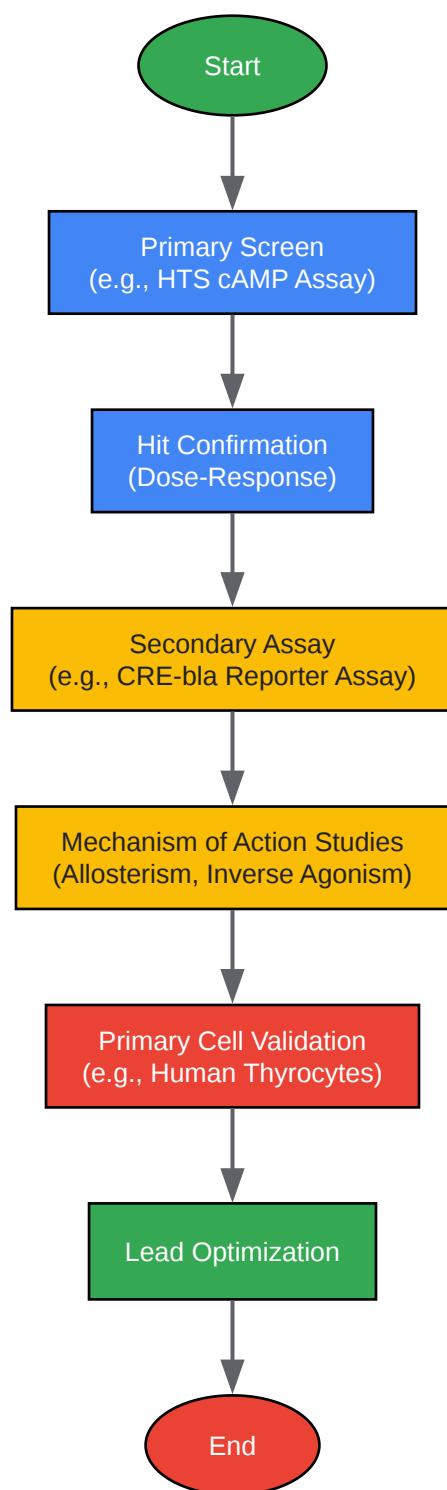 Start
Primary Screen
(e.g., HTS cAMP Assay)
Hit Confirmation
(Dose-Response)
Secondary Assay
(e.g., CRE-bla Reporter Assay)
Mechanism of Action Studies
(Allosterism, Inverse Agonism)
Primary Cell Validation
(e.g., Human Thyrocytes)
Lead Optimization
End